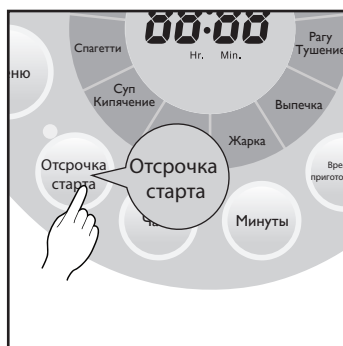 00:00
Hr. Min.
Спагетти
Рагу
Тушение
Суп
Кипячение
Выпечка
Жарка
Отсрочка
старта
Отсрочка
старта
Минуты